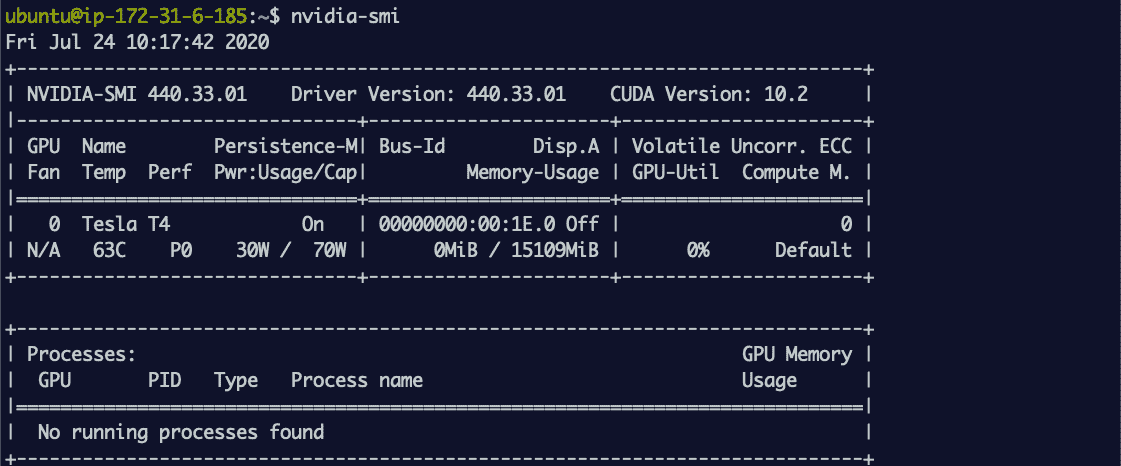 ubuntu@ip-172-31-6-185:~$ nvidia-smi
Fri Jul 24 10:17:42 2020
+-----------------------------------------------------------------------------+
| NVIDIA-SMI 440.33.01    Driver Version: 440.33.01    CUDA Version: 10.2     |
|-------------------------------+----------------------+----------------------+
| GPU  Name        Persistence-M| Bus-Id        Disp.A | Volatile Uncorr. ECC |
| Fan  Temp  Perf  Pwr:Usage/Cap|         Memory-Usage | GPU-Util  Compute M. |
|===============================+======================+======================|
|   0  Tesla T4            On   | 00000000:00:1E.0 Off |                    0 |
| N/A   63C    P0    30W /  70W |      0MiB / 15109MiB |      0%      Default |
+-------------------------------+----------------------+----------------------+

+-----------------------------------------------------------------------------+
| Processes:                                                       GPU Memory |
|  GPU       PID   Type   Process name                             Usage      |
|=============================================================================|
|  No running processes found                                                 |
+-----------------------------------------------------------------------------+